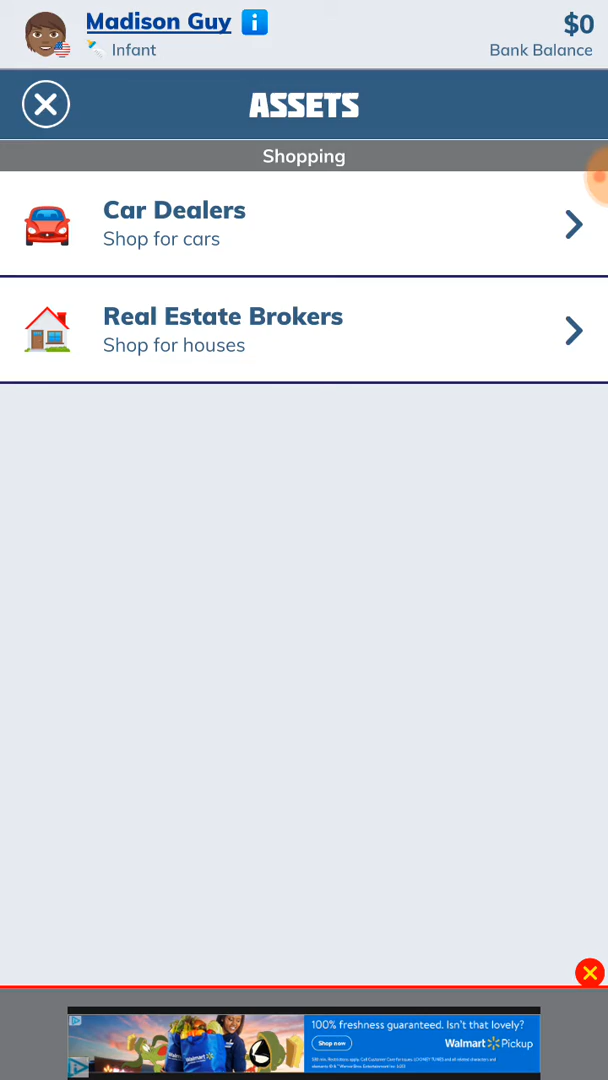 Madison Guy i
$0
Infant
Bank Balance
ASSETS
Shopping
Car Dealers
Shop for cars
Real Estate Brokers
Shop for houses
100% freshness guaranteed. Isn't that lovely?
Shop now
Walmart Pickup
Walmart